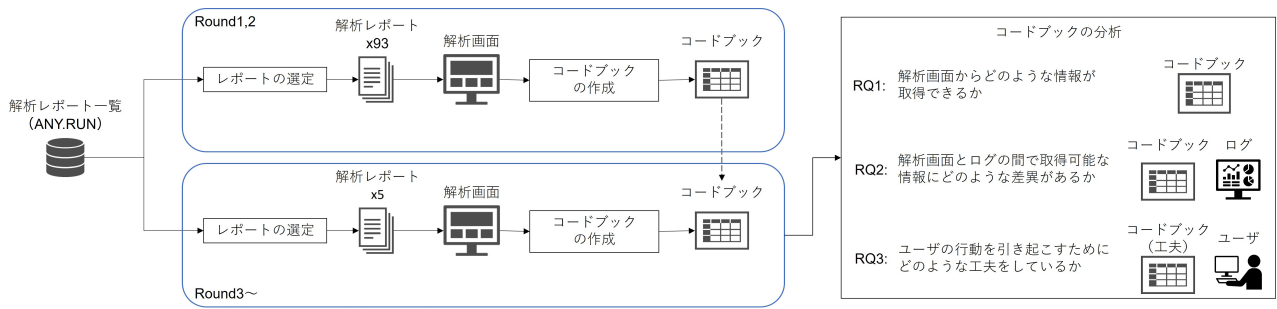 解析レポート一覧
（ANY.RUN）
Round1,2
レポートの選定
解析レポート
x93
解析画面
コードブック
の作成
コードブック
レポートの選定
解析レポート
x5
解析画面
コードブック
の作成
コードブック
Round3～
コードブックの分析
RQ1:
解析画面からどのような情報が
取得できるか
コードブック
RQ2:
解析画面とログの間で取得可能な
情報にどのような差異があるか
コードブック
ログ
RQ3:
ユーザの行動を引き起こすために
どのような工夫をしているか
コードブック
（工夫）
ユーザ